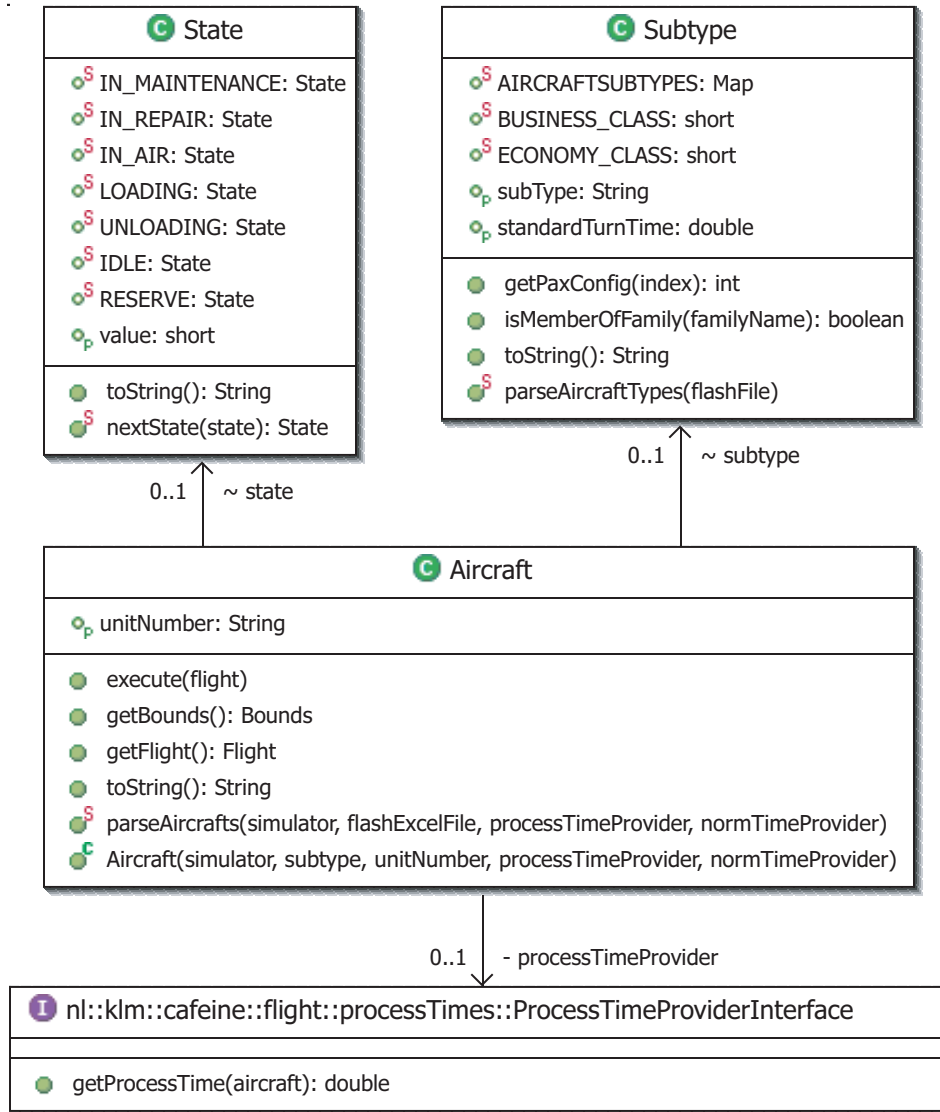 C State
S IN_MAINTENANCE: State
S IN_REPAIR: State
S IN_AIR: State
S LOADING: State
S UNLOADING: State
S IDLE: State
S RESERVE: State
P value: short
toString(): String
S nextState(state): State
C Subtype
S AIRCRAFTSUBTYPES: Map
S BUSINESS_CLASS: short
S ECONOMY_CLASS: short
P subType: String
P standardTurnTime: double
getPaxConfig(index): int
isMemberOfFamily(familyName): boolean
toString(): String
S parseAircraftTypes(flashFile)
0..1 ~ state
0..1 ~ subtype
C Aircraft
P unitNumber: String
execute(flight)
getBounds(): Bounds
getFlight(): Flight
toString(): String
S parseAircrafts(simulator, flashExcelFile, processTimeProvider, normTimeProvider)
C Aircraft(simulator, subtype, unitNumber, processTimeProvider, normTimeProvider)
0..1 - processTimeProvider
I nl::klm::cafeine::flight::processTimes::ProcessTimeProviderInterface
getProcessTime(aircraft): double